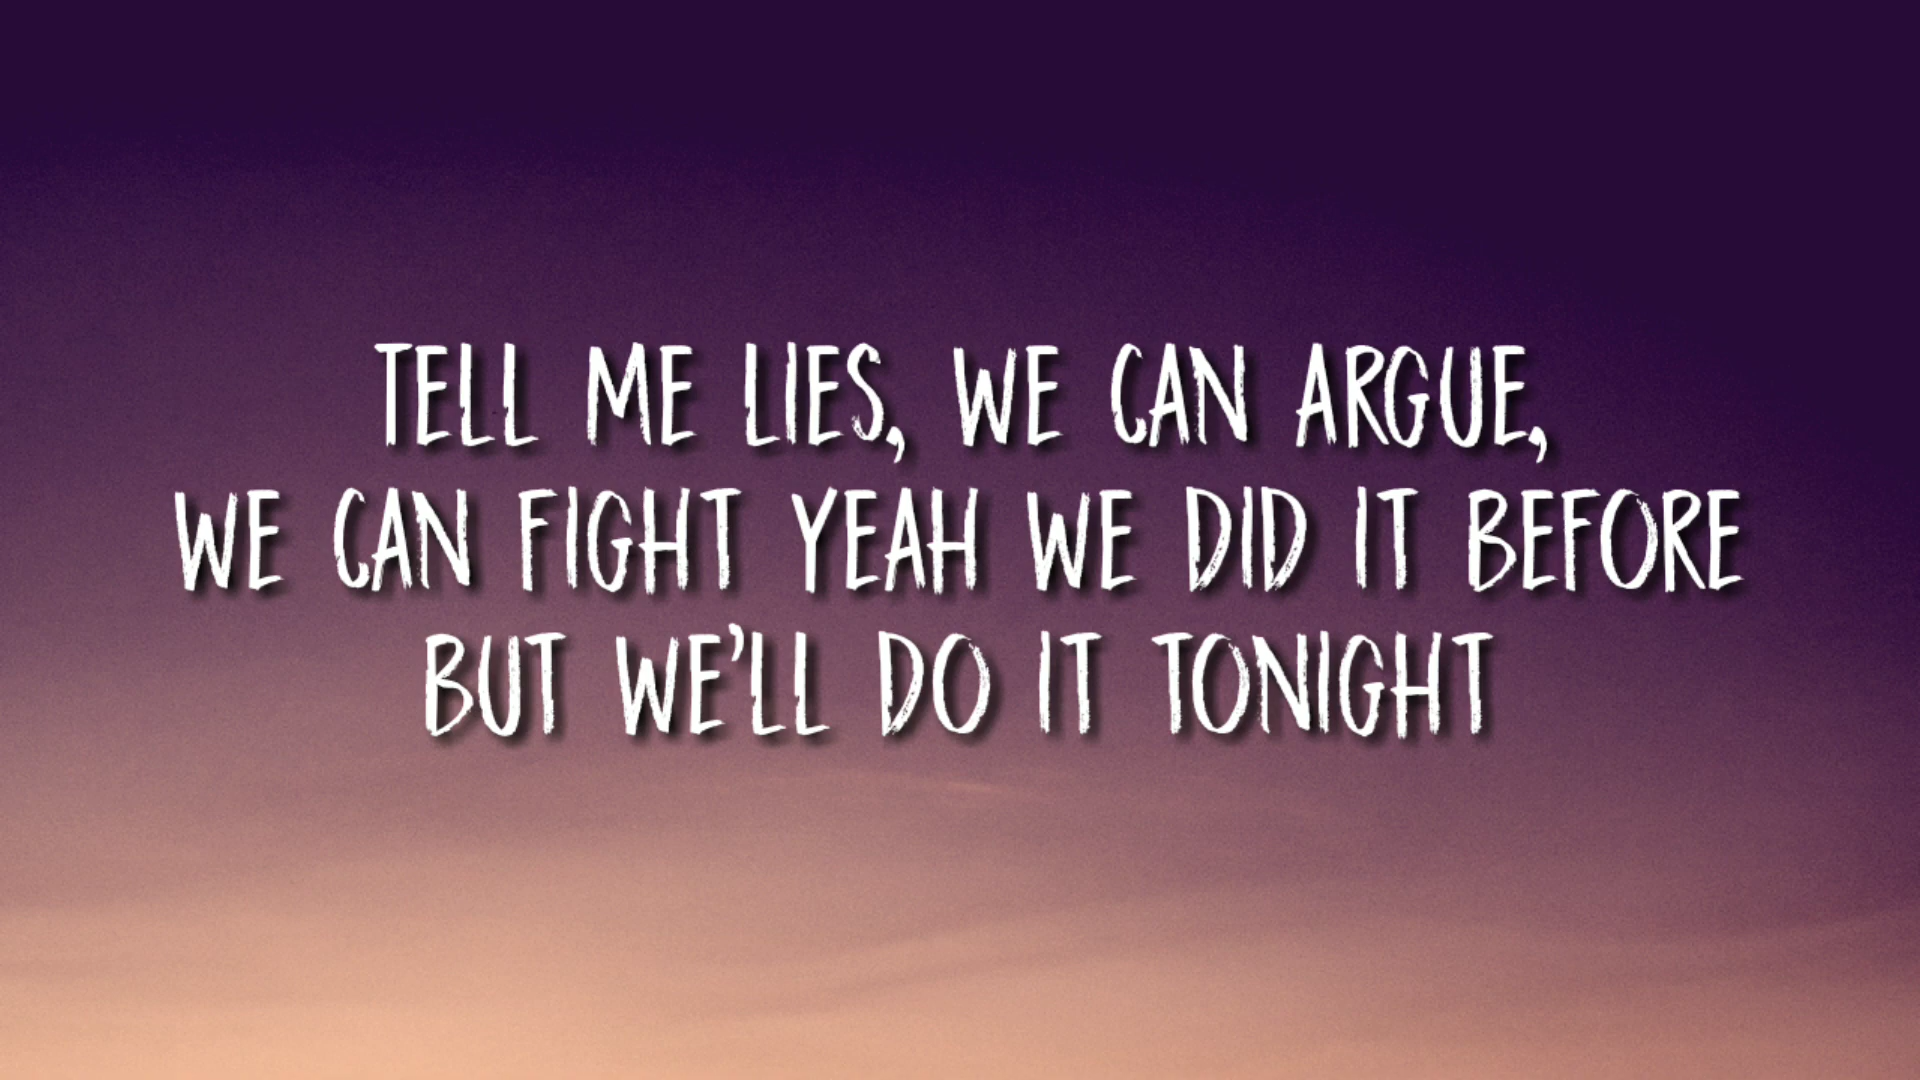 TELL ME LIES, WE CAN ARGUE,
WE CAN FIGHT YEAH WE DID IT BEFORE
BUT WE'LL DO IT TONIGHT